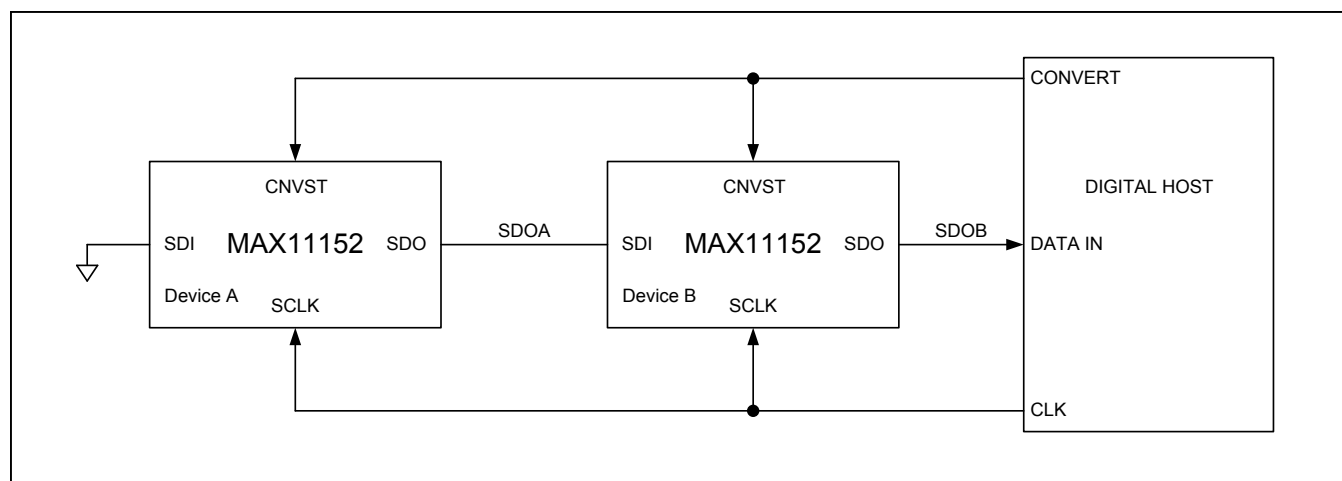 CONVERT
CNVST
CNVST
DIGITAL HOST
SDI MAX11152 SDO
SDOA
SDI MAX11152 SDO
SDOB
DATA IN
Device A
SCLK
Device B
SCLK
CLK